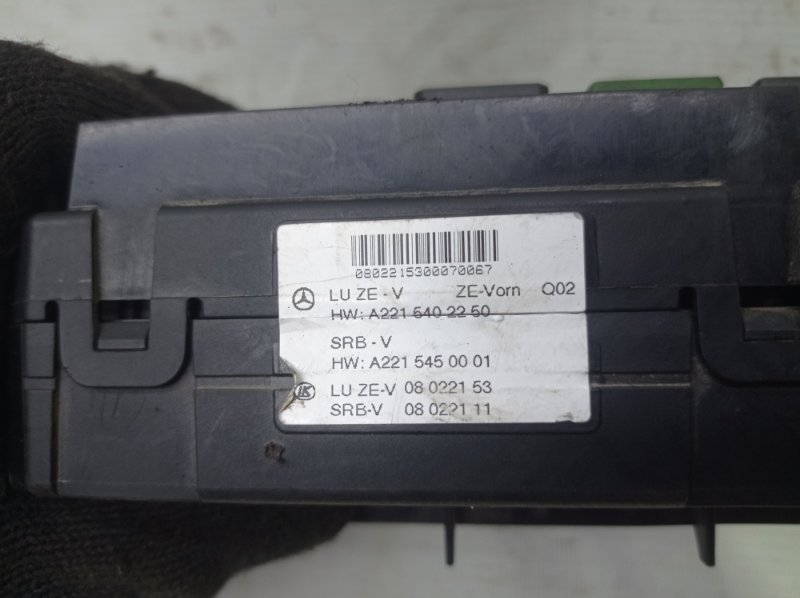 0802215300070067
LU ZE - V ZE-Vorn Q02
HW: A221 540 22 50
SRB - V
HW: A221 545 00 01
LK LU ZE-V 08 0221 53
SRB-V 08 0221 11